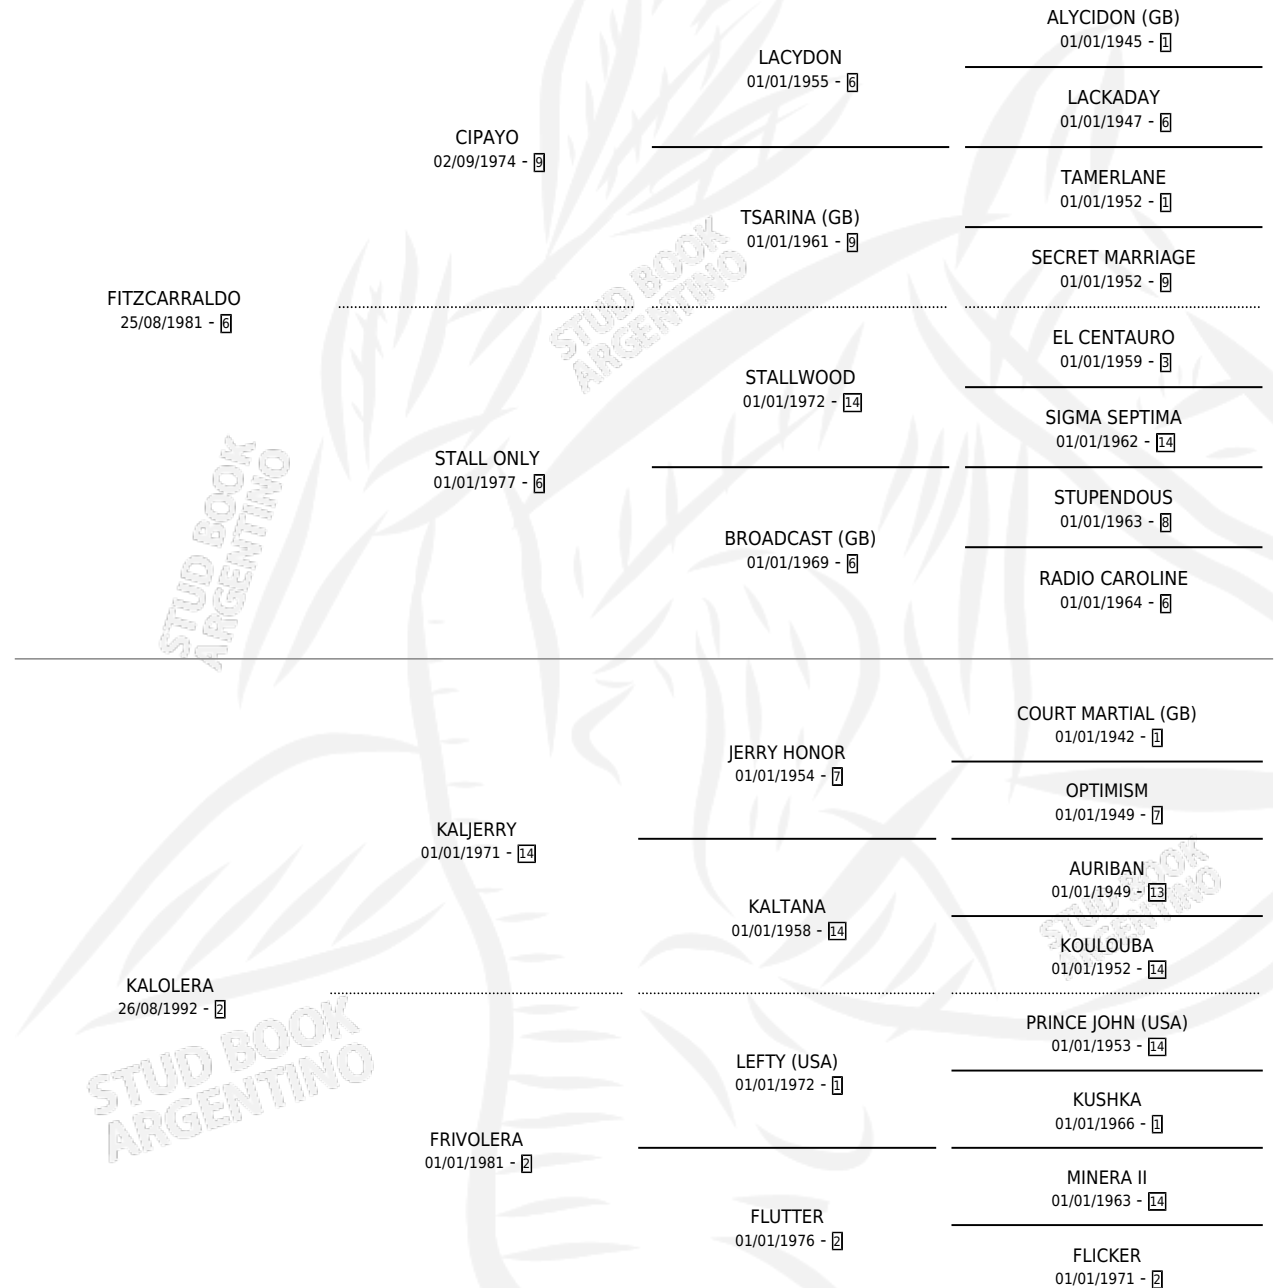 ALYCIDON (GB)
01/01/1945 - 1
LACYDON
01/01/1955 - 6
LACKADAY
01/01/1947 - 6
CIPAYO
02/09/1974 - 9
TAMERLANE
01/01/1952 - 1
TSARINA (GB)
01/01/1961 - 9
SECRET MARRIAGE
01/01/1952 - 9
FITZCARRALDO
25/08/1981 - 6
EL CENTAURO
01/01/1959 - 3
STALLWOOD
01/01/1972 - 14
SIGMA SEPTIMA
01/01/1962 - 14
STALL ONLY
01/01/1977 - 6
STUPENDOUS
01/01/1963 - 8
BROADCAST (GB)
01/01/1969 - 6
RADIO CAROLINE
01/01/1964 - 6
STUD BOOK
ARGENTINO
STUD BOOK
ARGENTINO
COURT MARTIAL (GB)
01/01/1942 - 1
JERRY HONOR
01/01/1954 - 7
OPTIMISM
01/01/1949 - 7
KALJERRY
01/01/1971 - 14
AURIBAN
01/01/1949 - 13
KALTANA
01/01/1958 - 14
KOULOUBA
01/01/1952 - 14
STUD BOOK
ARGENTINO
KALOLERA
26/08/1992 - 2
PRINCE JOHN (USA)
01/01/1953 - 14
LEFTY (USA)
01/01/1972 - 1
KUSHKA
01/01/1966 - 1
STUD BOOK
ARGENTINO
FRIVOLERA
01/01/1981 - 2
MINERA II
01/01/1963 - 14
FLUTTER
01/01/1976 - 2
FLICKER
01/01/1971 - 2